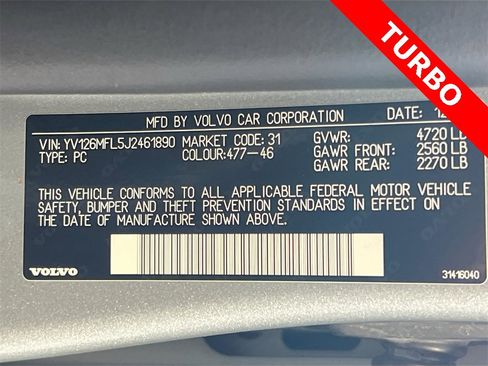 TURBO
MFD BY VOLVO CAR CORPORATION DATE: 12
VIN: YV126MFL5J2461890 MARKET CODE: 31 GVWR: 4720 LB
TYPE: PC COLOUR:477-46 GAWR FRONT: 2560 LB
GAWR REAR: 2270 LB
THIS VEHICLE CONFORMS TO ALL APPLICABLE FEDERAL MOTOR VEHICLE
SAFETY, BUMPER AND THEFT PREVENTION STANDARDS IN EFFECT ON
THE DATE OF MANUFACTURE SHOWN ABOVE.
VOLVO 31416040